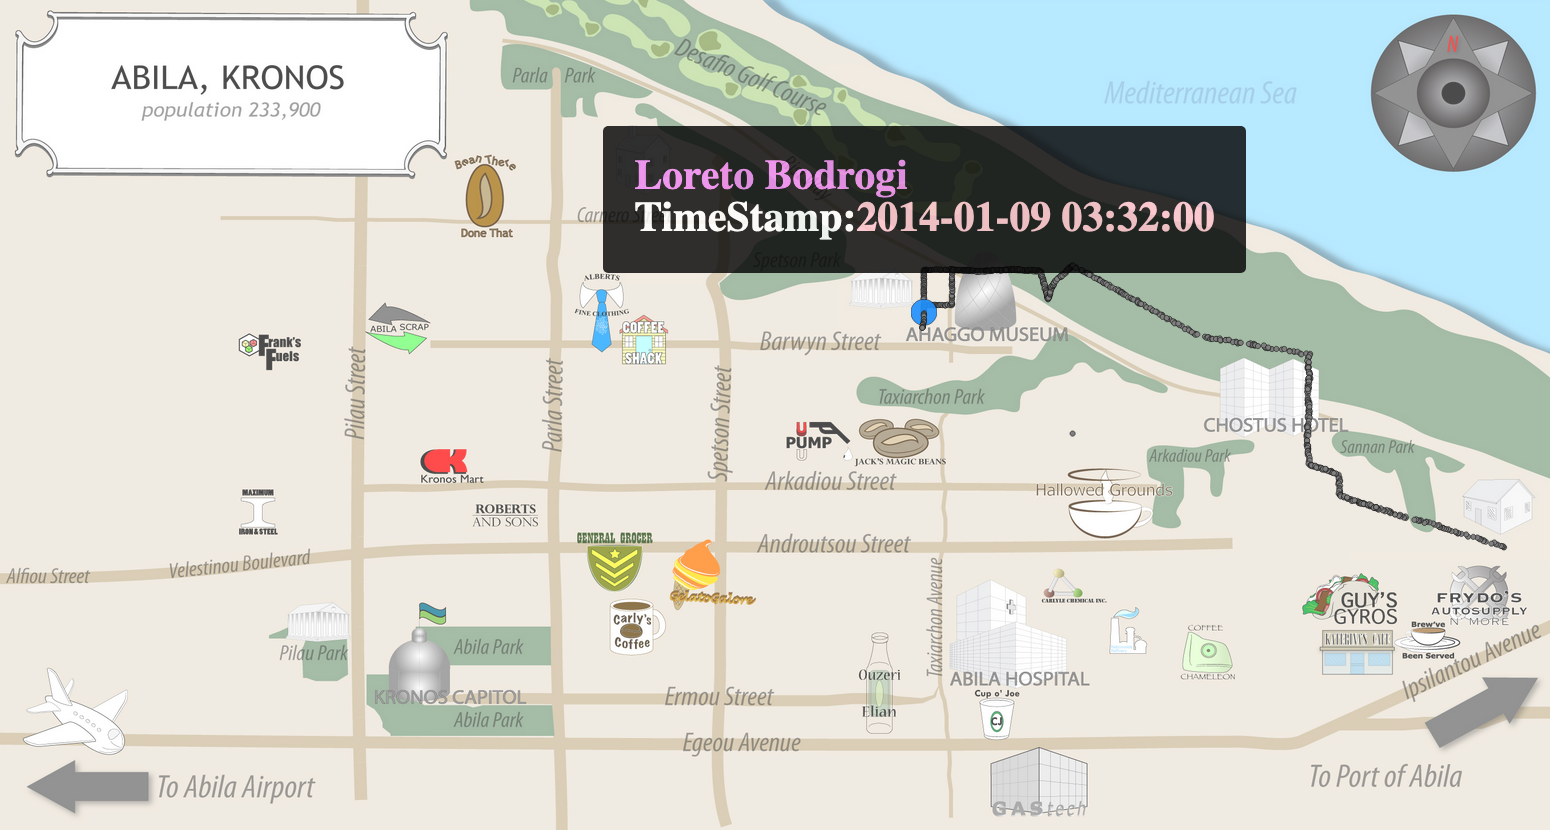 ABILA, KRONOS
population 233,900
N
Mediterranean Sea
Desafio Golf Course
Parla Park
Loreto Bodrogi
TimeStamp:2014-01-09 03:32:00
Bean There
Done That
Carnero Street
Spetson Park
ALBERTS
FINE CLOTHING
ABILA SCRAP
COFFEE
SHACK
Frank's
Fuels
Barwyn Street
AHAGGO MUSEUM
Pilau Street
Parla Street
Spetson Street
Taxiarchon Park
CHOSTUS HOTEL
U
PUMP
U
JACK'S MAGIC BEANS
Arkadiou Park
Sannan Park
Kronos Mart
Arkadiou Street
Hallowed Grounds
MAXIMUM
IRON & STEEL
ROBERTS
AND SONS
GENERAL GROCER
Androutsou Street
Alfiou Street
Velestinou Boulevard
GelatoGalore
Taxiarchon Avenue
CARLYLE CHEMICAL INC.
GUY'S
GYROS
FRYDO'S
AUTOSUPPLY
N' MORE
Carly's
Coffee
Brew've
Been Served
KATERINA'S CAFE
COFFEE
CHAMELEON
Pilau Park
Abila Park
Ipsilantou Avenue
Ouzeri
Elian
ABILA HOSPITAL
KRONOS CAPITOL
Ermou Street
Cup o' Joe
CJ
Abila Park
Egeou Avenue
To Abila Airport
To Port of Abila
GAStech